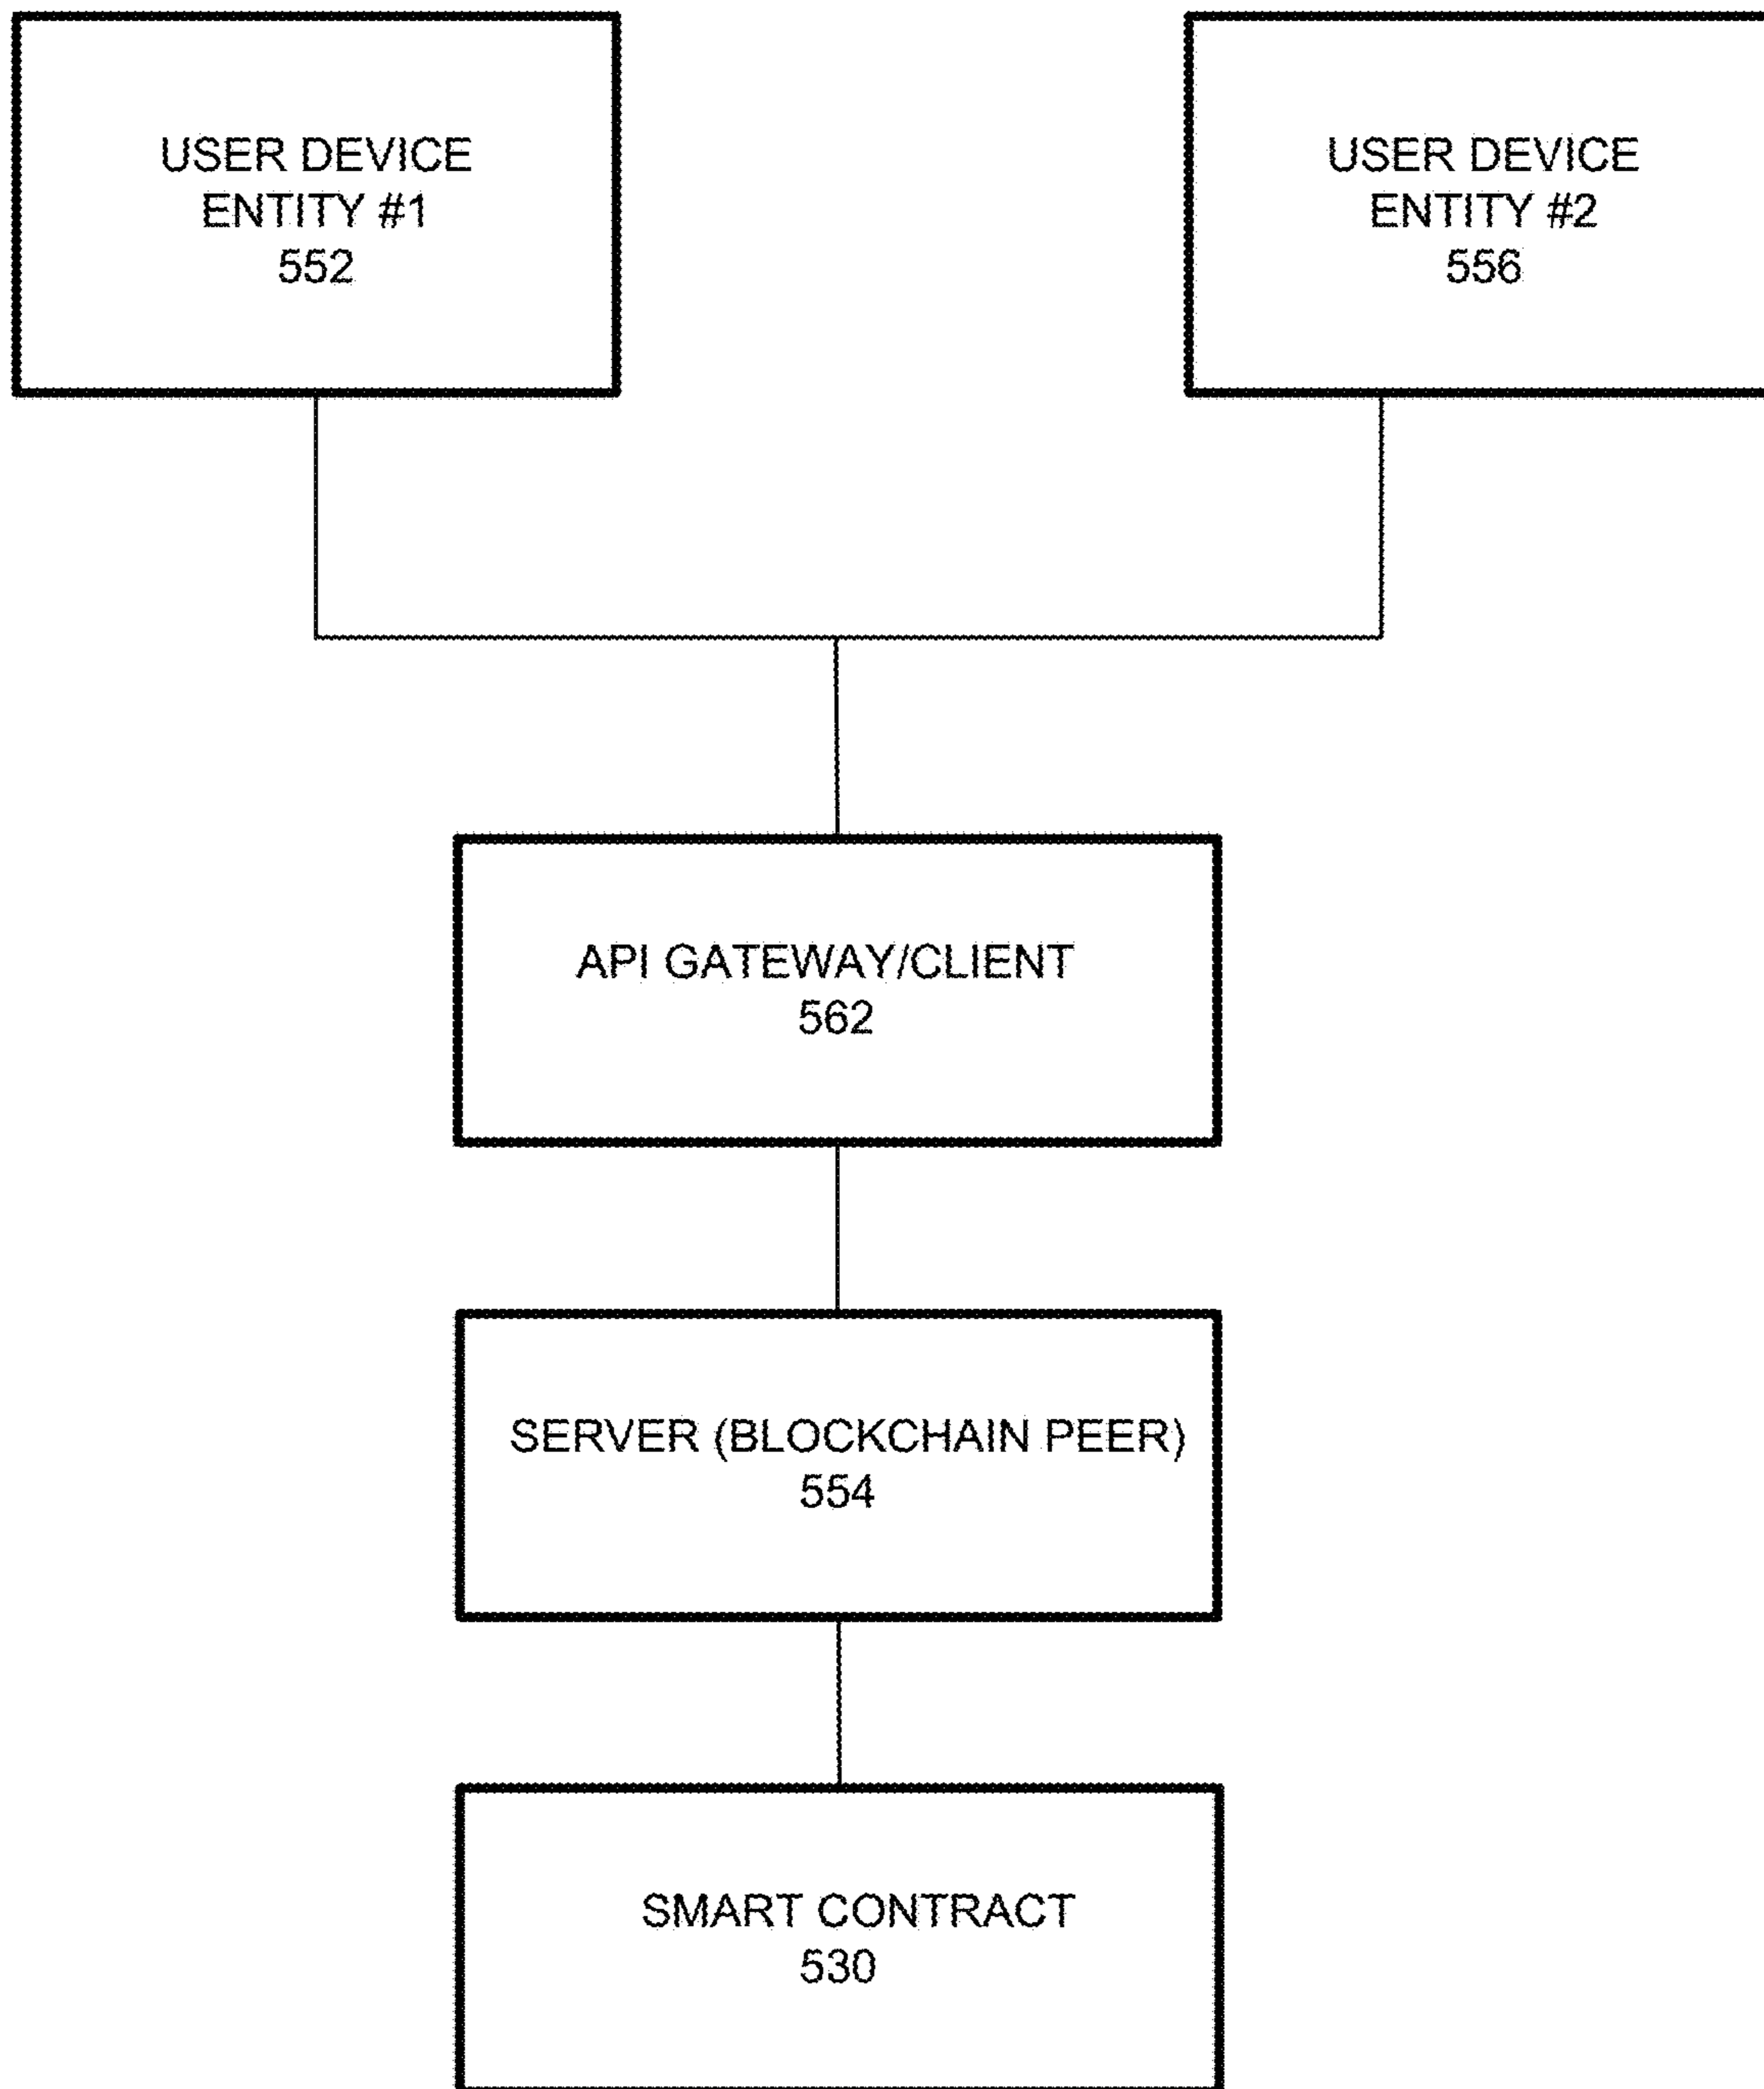 USER DEVICE
ENTITY #1
552
USER DEVICE
ENTITY #2
556
API GATEWAY/CLIENT
562
SERVER (BLOCKCHAIN PEER)
554
SMART CONTRACT
530